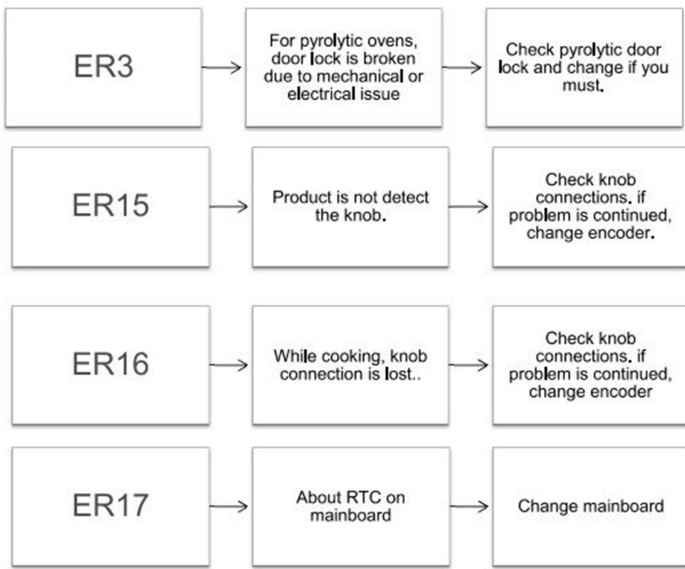 ER3
For pyrolytic ovens,
door lock is broken
due to mechanical or
electrical issue
Check pyrolytic door
lock and change if you
must.
ER15
Product is not detect
the knob.
Check knob
connections. if
problem is continued,
change encoder.
ER16
While cooking, knob
connection is lost..
Check knob
connections. if
problem is continued,
change encoder
ER17
About RTC on
mainboard
Change mainboard